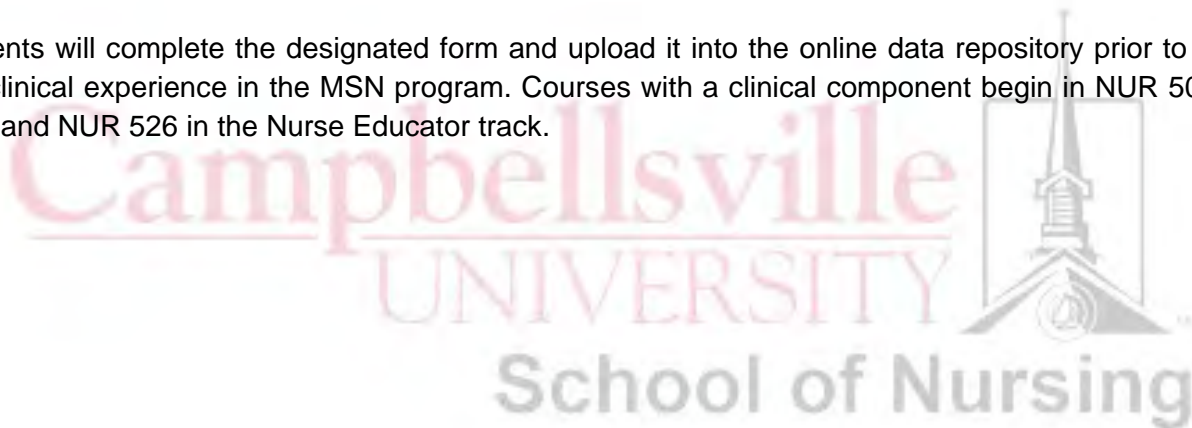 ents will complete the designated form and upload it into the online data repository prior to
clinical experience in the MSN program. Courses with a clinical component begin in NUR 50
and NUR 526 in the Nurse Educator track.
Campbellsville
UNIVERSITY
School of Nursing